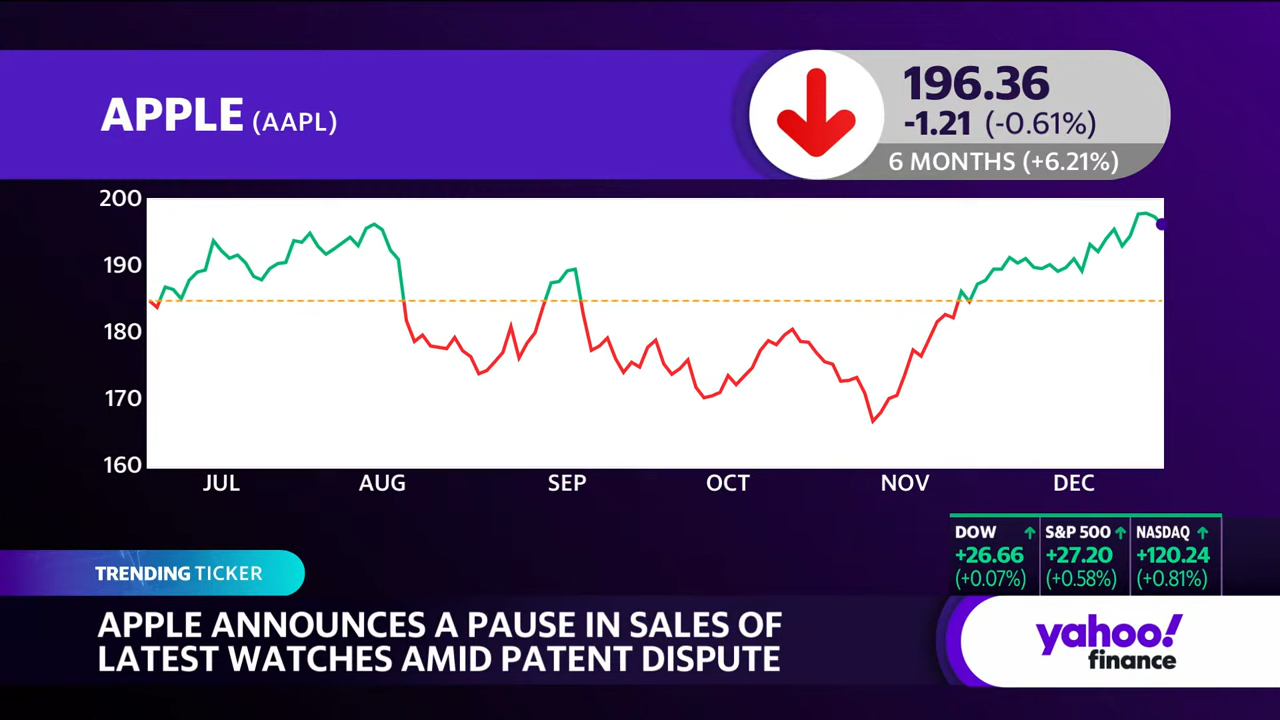 APPLE (AAPL)
196.36
-1.21 (-0.61%)
6 MONTHS (+6.21%)
200
190
180
170
160
JUL AUG SEP OCT NOV DEC
DOW S&P 500 NASDAQ
+26.66 +27.20 +120.24
(+0.07%) (+0.58%) (+0.81%)
TRENDING TICKER
APPLE ANNOUNCES A PAUSE IN SALES OF
LATEST WATCHES AMID PATENT DISPUTE
yahoo!
finance